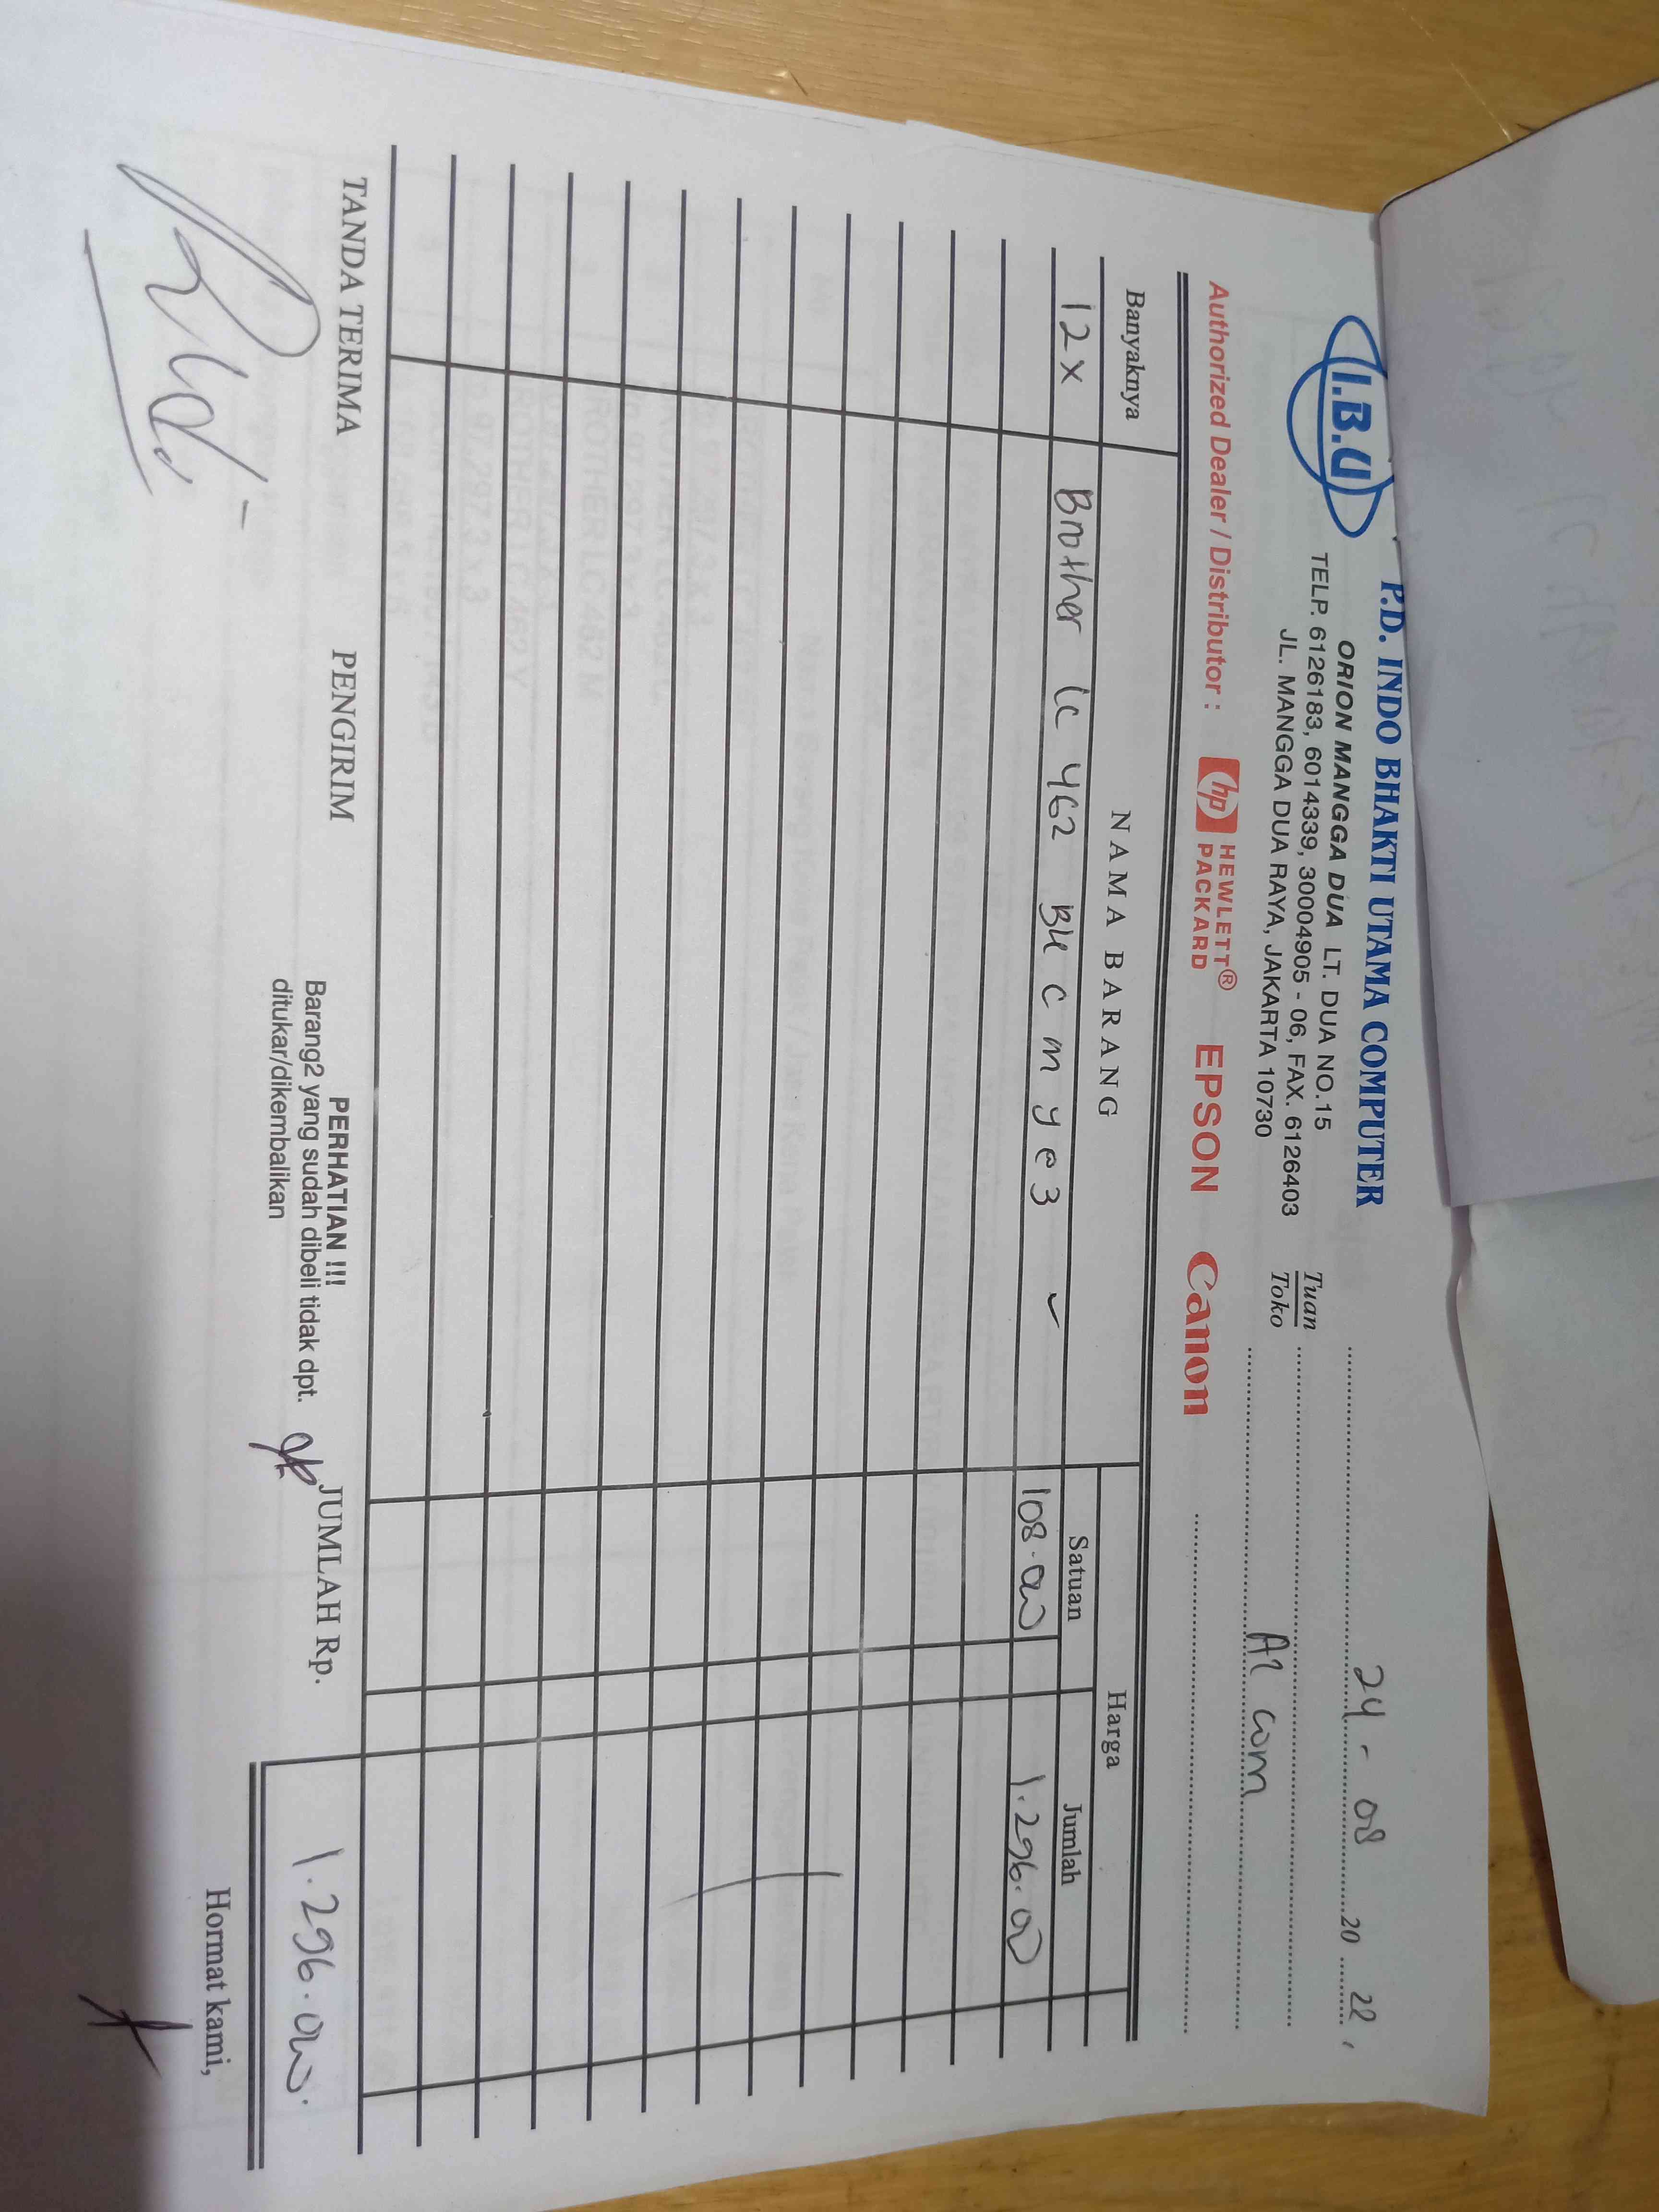 I.B.U
P.D. INDO BHAKTI UTAMA COMPUTER
ORION MANGGA DUA LT. DUA NO.15
TELP. 6126183, 6014339, 30004905 - 06, FAX. 6126403
JL. MANGGA DUA RAYA, JAKARTA 10730
24 - 08 20 22
Tuan
Toko
Al com
Authorized Dealer / Distributor : hp HEWLETT® PACKARD EPSON Canon
Banyaknya NAMA BARANG Harga
Satuan Jumlah
12 x Brother LC 462 BK C M Y @ 3 108.000 1.296.000
TANDA TERIMA PENGIRIM
PERHATIAN !!!
Barang2 yang sudah dibeli tidak dpt.
ditukar/dikembalikan
JUMLAH Rp. 1.296.000.
Hormat kami,